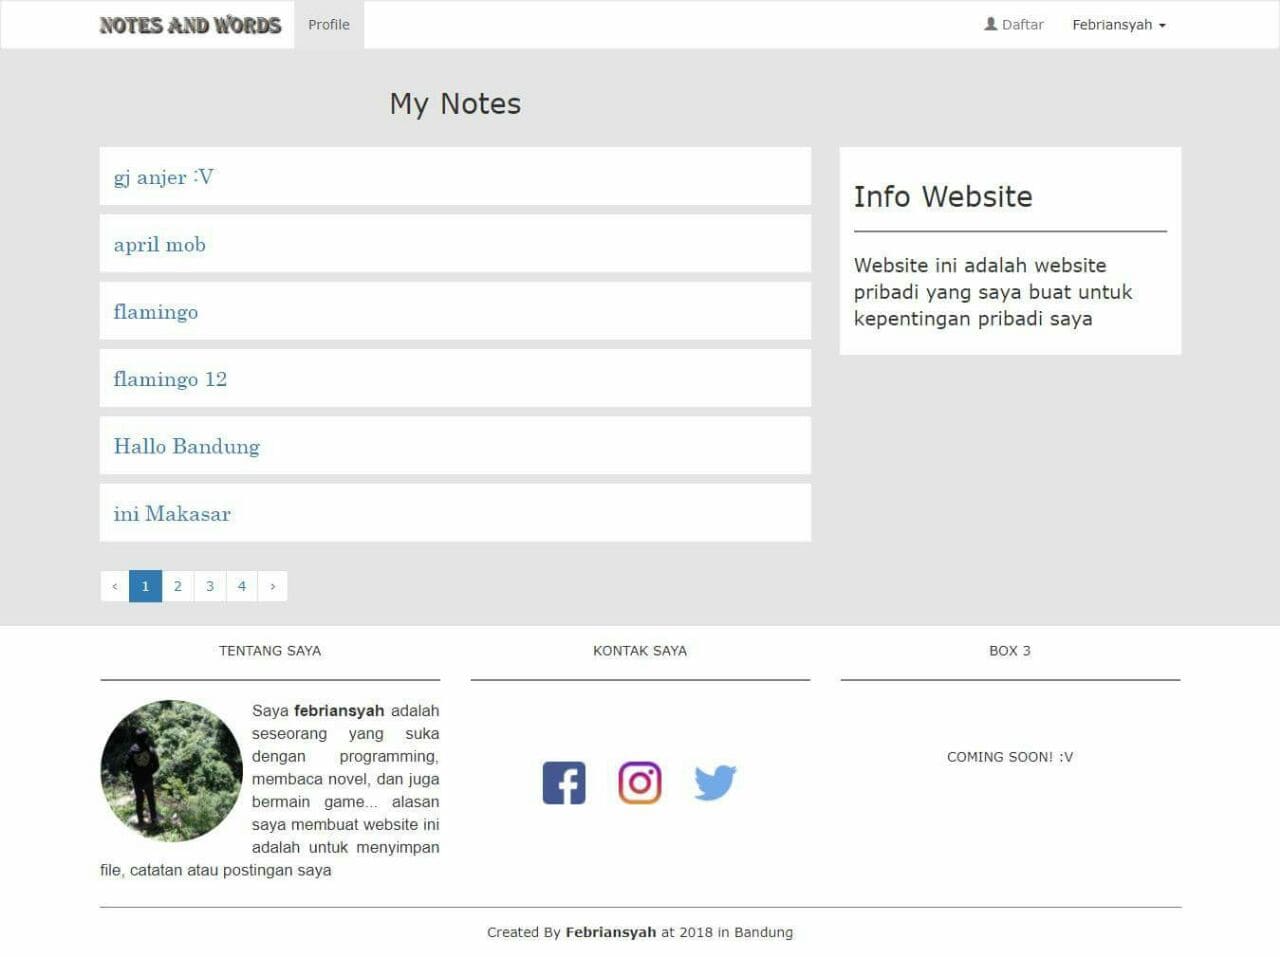 NOTES AND WORDS
Profile
Daftar
Febriansyah
My Notes
gj anjer :V
april mob
flamingo
flamingo 12
Hallo Bandung
ini Makasar
‹ 1 2 3 4 ›
Info Website
Website ini adalah website
pribadi yang saya buat untuk
kepentingan pribadi saya
TENTANG SAYA
Saya febriansyah adalah
seseorang yang suka
dengan programming,
membaca novel, dan juga
bermain game... alasan
saya membuat website ini
adalah untuk menyimpan
file, catatan atau postingan saya
KONTAK SAYA
BOX 3
COMING SOON! :V
Created By Febriansyah at 2018 in Bandung